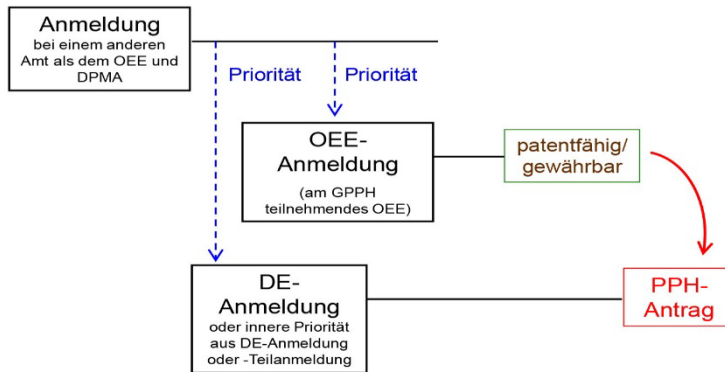 Anmeldung
bei einem anderen
Amt als dem OEE und
DPMA
Priorität
Priorität
OEE-
Anmeldung
(am GPPH
teilnehmendes OEE)
patentfähig/
gewährbar
DE-
Anmeldung
oder innere Priorität
aus DE-Anmeldung
oder -Teilanmeldung
PPH-
Antrag